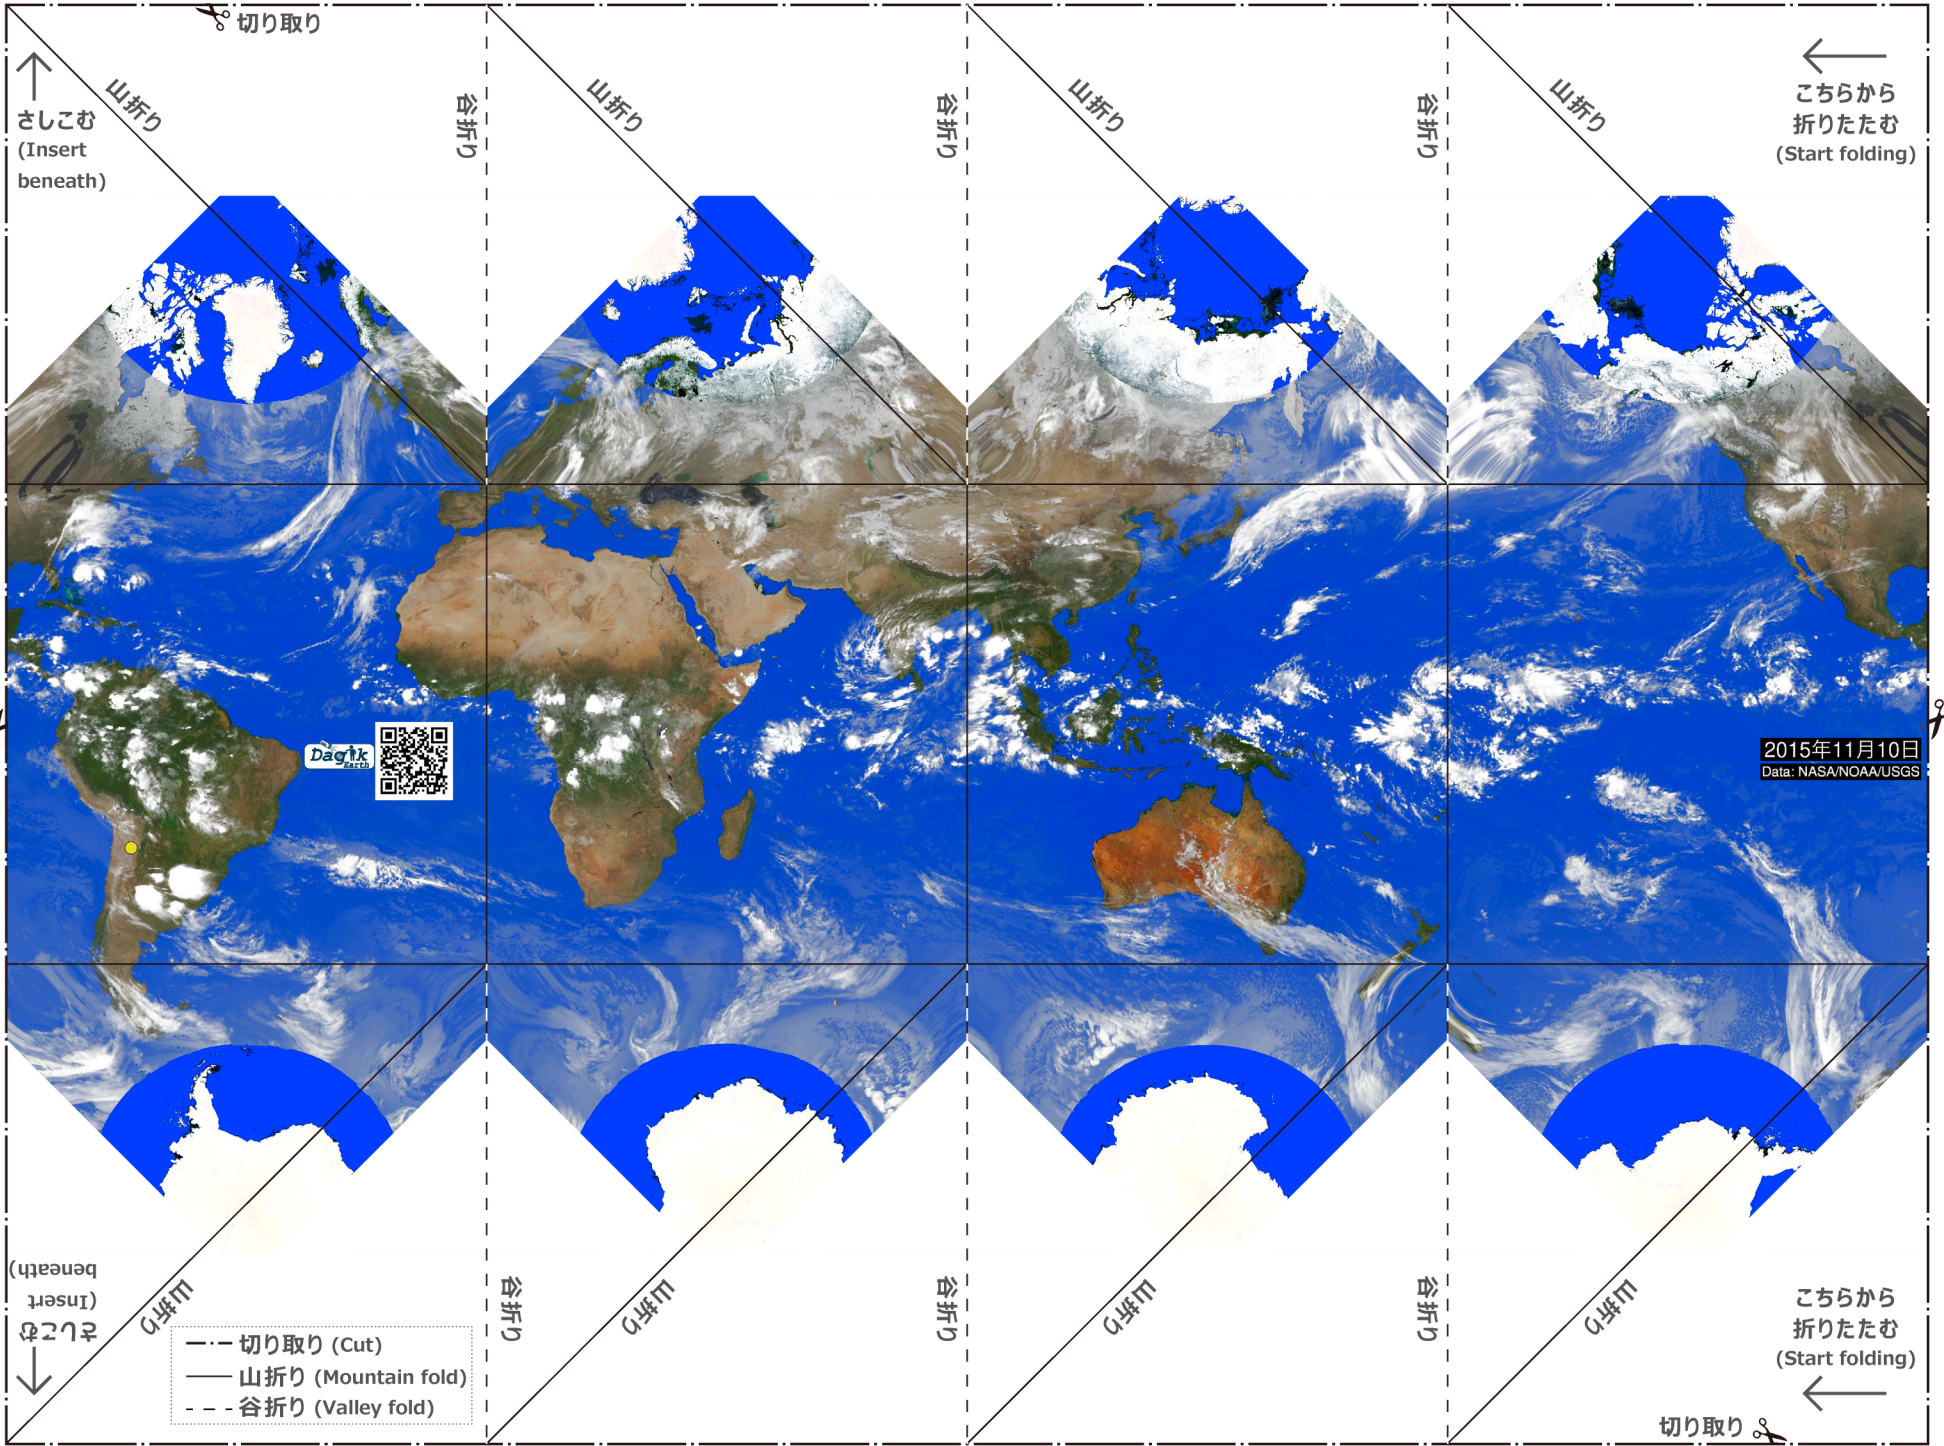 切り取り
山折り
谷折り
山折り
谷折り
山折り
谷折り
山折り
さしこむ
(Insert
beneath)
こちらから
折りたたむ
(Start folding)
Dagik
Earth
2015年11月10日
Data: NASA/NOAA/USGS
さしこむ
(Insert
beneath)
山折り
谷折り
山折り
谷折り
山折り
谷折り
山折り
切り取り (Cut)
山折り (Mountain fold)
谷折り (Valley fold)
こちらから
折りたたむ
(Start folding)
切り取り